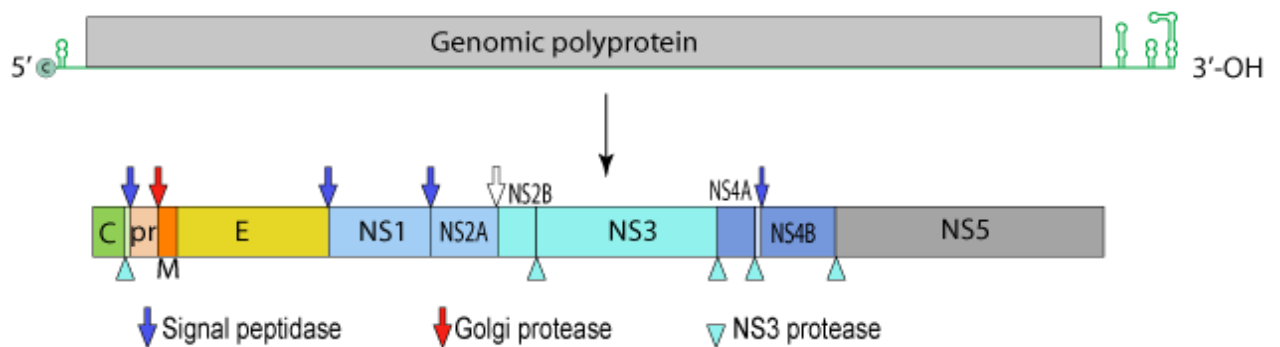 Genomic polyprotein
5′ c 3′-OH
NS2B NS4A
C pr E NS1 NS2A NS3 NS4B NS5
M
Signal peptidase Golgi protease NS3 protease